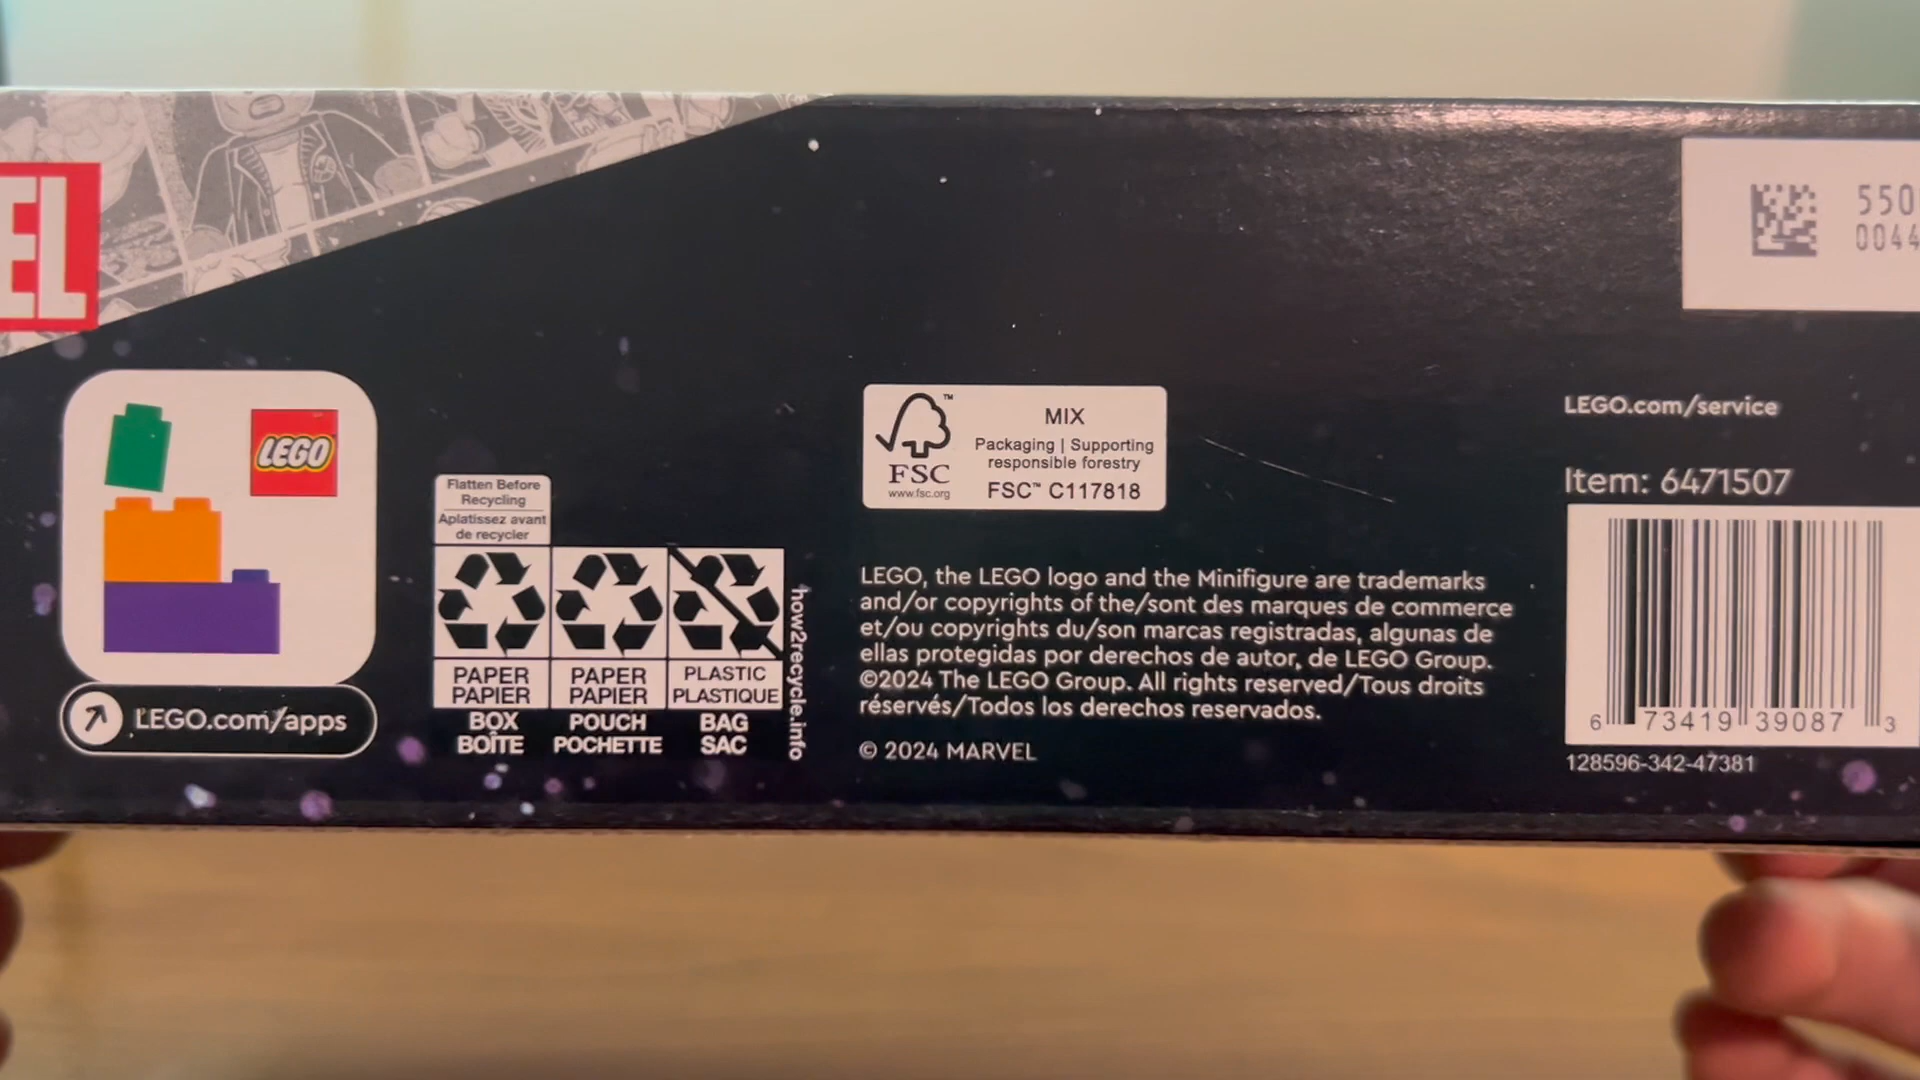 EL
LEGO
LEGO.com/apps
Flatten Before
Recycling
Aplatissez avant
de recycler
PAPER
PAPIER
BOX
BOÎTE
PAPER
PAPIER
POUCH
POCHETTE
PLASTIC
PLASTIQUE
BAG
SAC
how2recycle.info
FSC
™
www.fsc.org
MIX
Packaging | Supporting
responsible forestry
FSC™ C117818
LEGO, the LEGO logo and the Minifigure are trademarks
and/or copyrights of the/sont des marques de commerce
et/ou copyrights du/son marcas registradas, algunas de
ellas protegidas por derechos de autor, de LEGO Group.
©2024 The LEGO Group. All rights reserved/Tous droits
réservés/Todos los derechos reservados.
© 2024 MARVEL
550
0044
LEGO.com/service
Item: 6471507
6 73419 39087 3
128596-342-47381